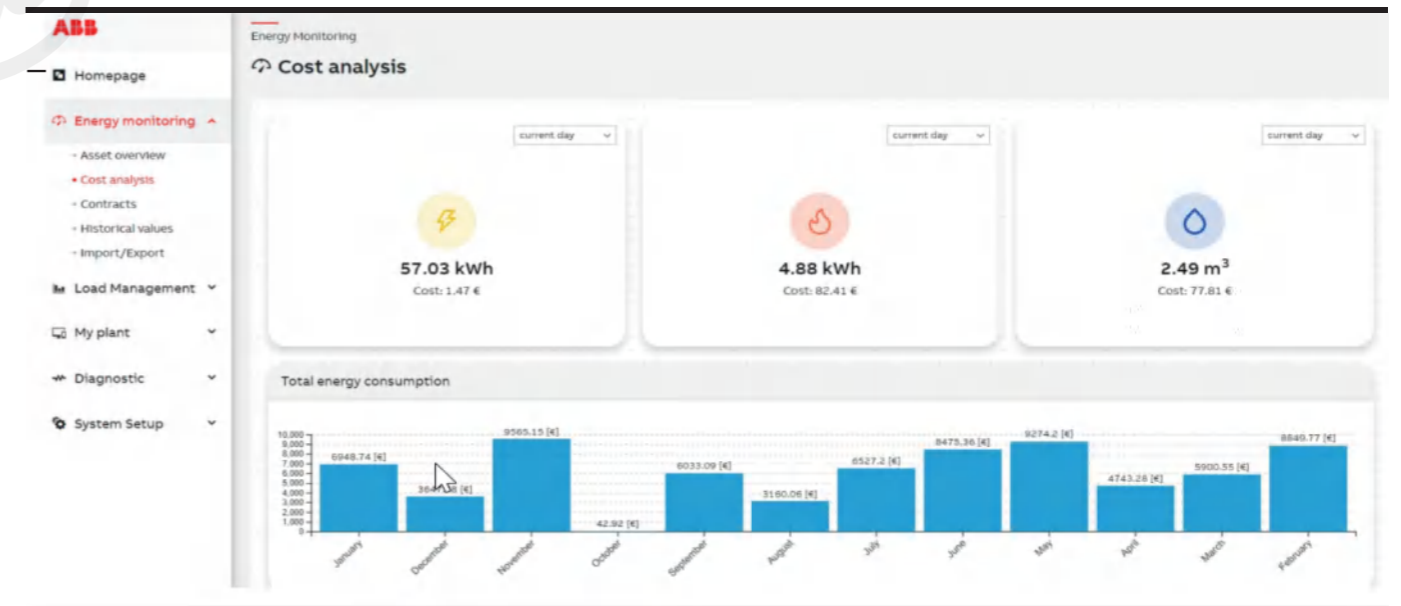 ABB
Homepage
Energy monitoring
- Asset overview
• Cost analysis
- Contracts
- Historical values
- Import/Export
Load Management
My plant
Diagnostic
System Setup
Energy Monitoring
Cost analysis
current day
57.03 kWh
Cost: 1.47 €
current day
4.88 kWh
Cost: 82.41 €
current day
2.49 m³
Cost: 77.81 €
Total energy consumption
10,000
9,000
8,000
7,000
6,000
5,000
4,000
3,000
2,000
1,000
0
6948.74 [€]
[€]
9565.15 [€]
42.92 [€]
6033.09 [€]
3160.06 [€]
6527.2 [€]
8475.36 [€]
9274.2 [€]
4743.28 [€]
5900.55 [€]
[€]
January
December
November
October
September
August
July
June
May
April
March
February